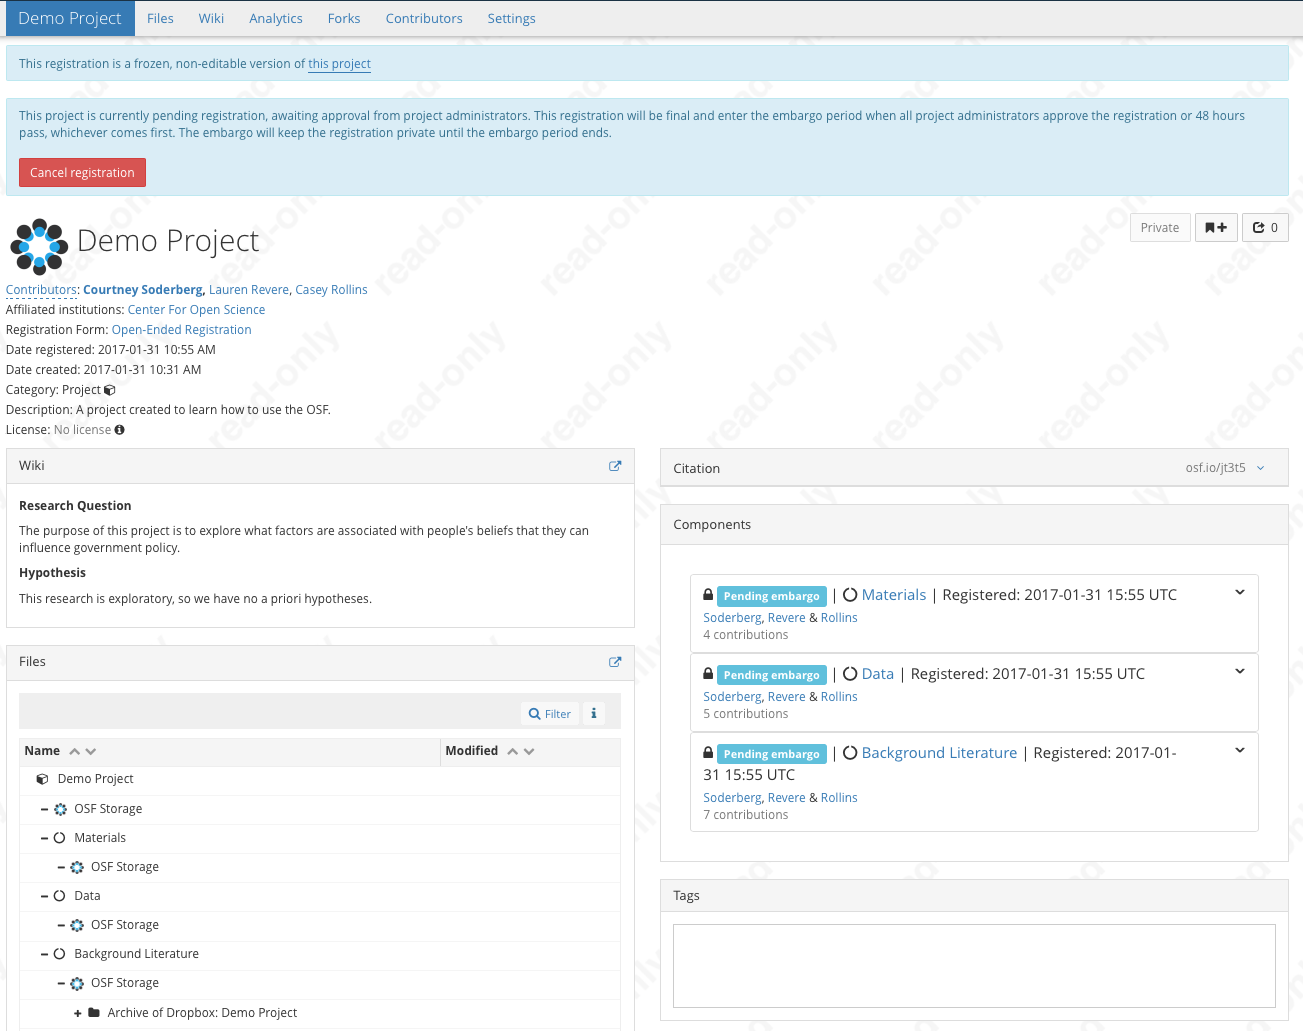 Demo Project Files Wiki Analytics Forks Contributors Settings
This registration is a frozen, non-editable version of this project
This project is currently pending registration, awaiting approval from project administrators. This registration will be final and enter the embargo period when all project administrators approve the registration or 48 hours
pass, whichever comes first. The embargo will keep the registration private until the embargo period ends.
Cancel registration
Demo Project
Private 0
Contributors: Courtney Soderberg, Lauren Revere, Casey Rollins
Affiliated institutions: Center For Open Science
Registration Form: Open-Ended Registration
Date registered: 2017-01-31 10:55 AM
Date created: 2017-01-31 10:31 AM
Category: Project
Description: A project created to learn how to use the OSF.
License: No license
Wiki
Research Question
The purpose of this project is to explore what factors are associated with people's beliefs that they can
influence government policy.
Hypothesis
This research is exploratory, so we have no a priori hypotheses.
Files
Filter
Name Modified
Demo Project
OSF Storage
Materials
OSF Storage
Data
OSF Storage
Background Literature
OSF Storage
Archive of Dropbox: Demo Project
Citation osf.io/jt3t5
Components
Pending embargo | Materials | Registered: 2017-01-31 15:55 UTC
Soderberg, Revere & Rollins
4 contributions
Pending embargo | Data | Registered: 2017-01-31 15:55 UTC
Soderberg, Revere & Rollins
5 contributions
Pending embargo | Background Literature | Registered: 2017-01-
31 15:55 UTC
Soderberg, Revere & Rollins
7 contributions
Tags
read-only